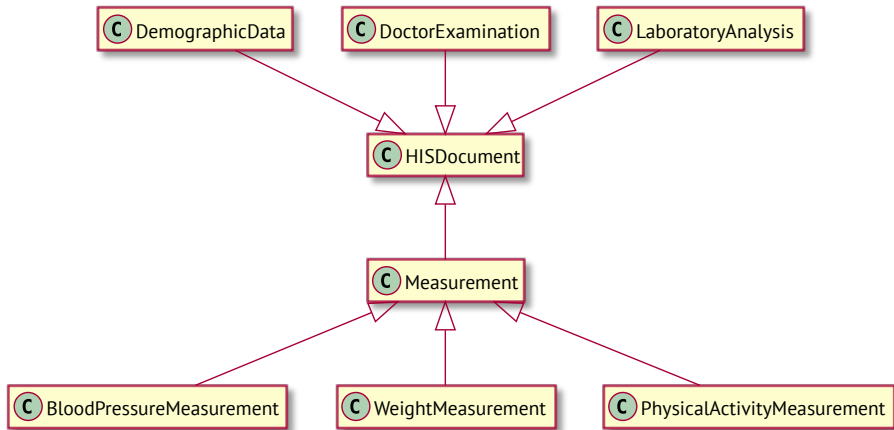 C DemographicData
C DoctorExamination
C LaboratoryAnalysis
C HISDocument
C Measurement
C BloodPressureMeasurement
C WeightMeasurement
C PhysicalActivityMeasurement